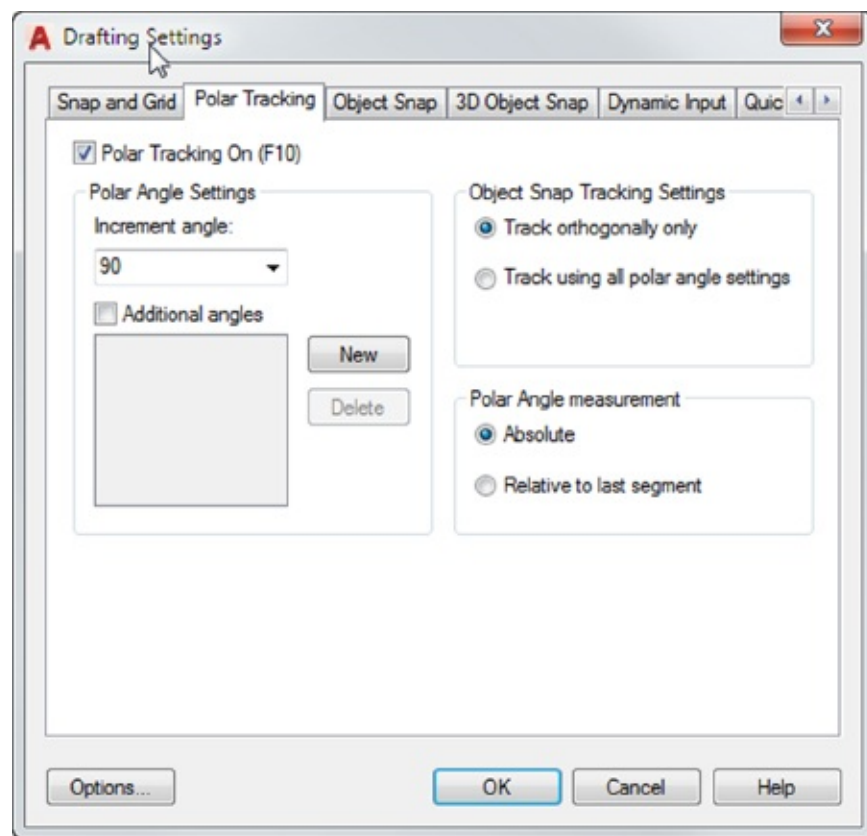 Drafting Settings
Snap and Grid Polar Tracking Object Snap 3D Object Snap Dynamic Input Quic
Polar Tracking On (F10)
Polar Angle Settings
Increment angle:
90
Additional angles
New
Delete
Object Snap Tracking Settings
Track orthogonally only
Track using all polar angle settings
Polar Angle measurement
Absolute
Relative to last segment
Options... OK Cancel Help